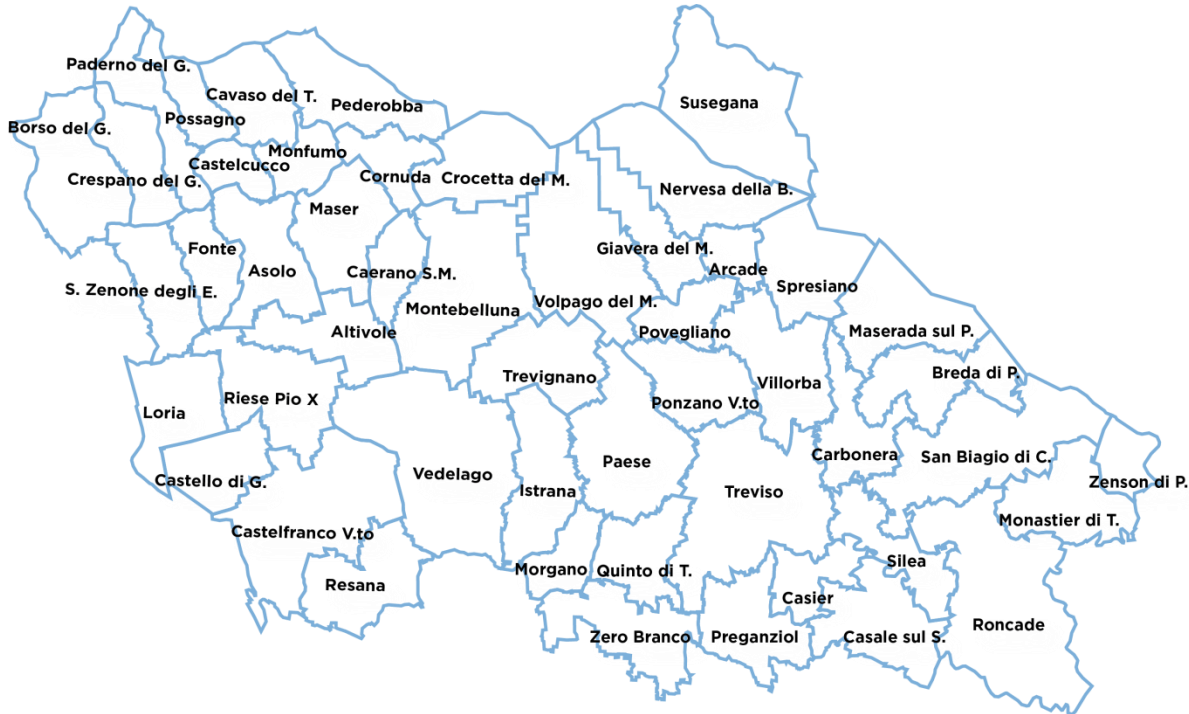 Paderno del G.
Cavaso del T.
Pederobba
Susegana
Borso del G.
Possagno
Monfumo
Castelcucco
Crespano del G.
Cornuda
Crocetta del M.
Nervesa della B.
Maser
Fonte
Asolo
Caerano S.M.
Giavera del M.
Arcade
Spresiano
S. Zenone degli E.
Montebelluna
Volpago del M.
Altivole
Povegliano
Maserada sul P.
Trevignano
Villorba
Breda di P.
Loria
Riese Pio X
Ponzano V.to
Castello di G.
Vedelago
Istrana
Paese
Treviso
Carbonera
San Biagio di C.
Zenson di P.
Castelfranco V.to
Monastier di T.
Resana
Morgano
Quinto di T.
Silea
Casier
Zero Branco
Preganziol
Casale sul S.
Roncade